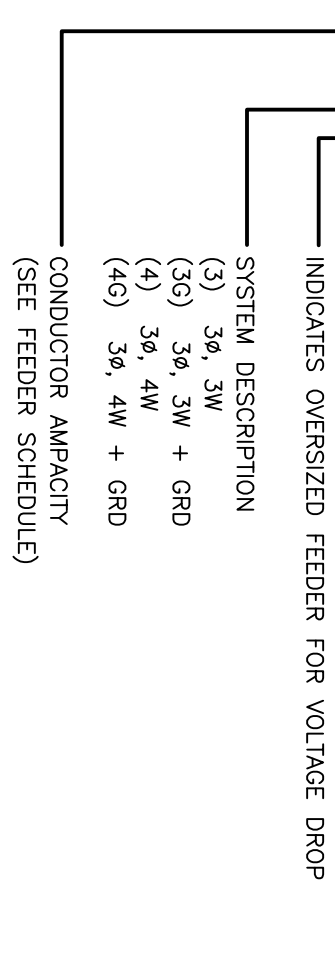 INDICATES OVERSIZED FEEDER FOR VOLTAGE DROP
SYSTEM DESCRIPTION
(3) 3ø, 3W
(3G) 3ø, 3W + GRD
(4) 3ø, 4W
(4G) 3ø, 4W + GRD
CONDUCTOR AMPACITY
(SEE FEEDER SCHEDULE)